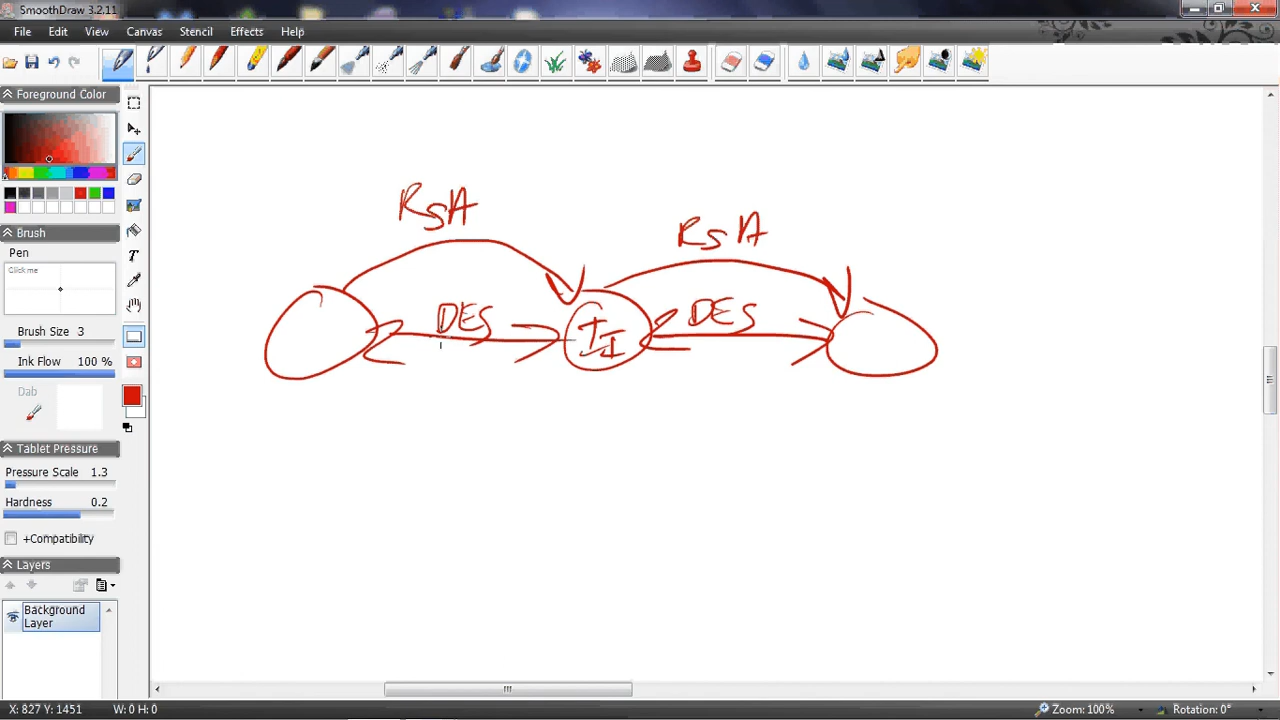 SmoothDraw 3.2.11
File Edit View Canvas Stencil Effects Help
Foreground Color
Brush
Pen
Click me
Brush Size 3
Ink Flow 100 %
Dab
Tablet Pressure
Pressure Scale 1.3
Hardness 0.2
+Compatibility
Layers
Background
Layer
RSA
RSA
DES
DES
X: 827 Y: 1451 W: 0 H: 0 Zoom: 100% Rotation: 0°